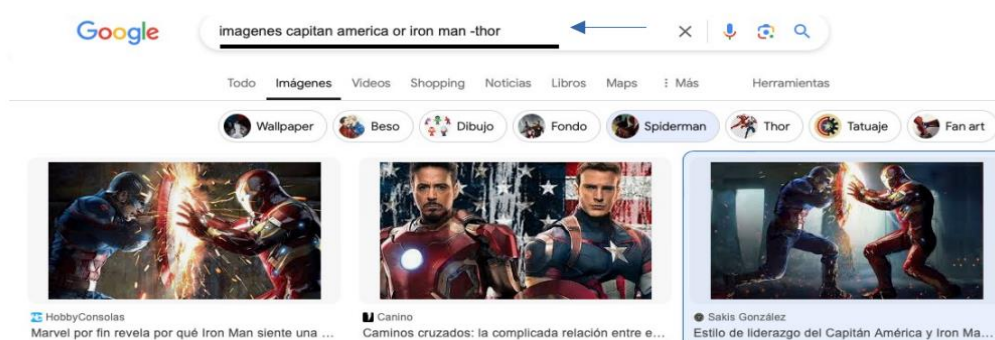 Google
imagenes capitan america or iron man -thor
Todo Imágenes Videos Shopping Noticias Libros Maps Más Herramientas
Wallpaper Beso Dibujo Fondo Spiderman Thor Tatuaje Fan art
HobbyConsolas
Marvel por fin revela por qué Iron Man siente una ...
Canino
Caminos cruzados: la complicada relación entre e...
Sakis González
Estilo de liderazgo del Capitán América y Iron Ma...